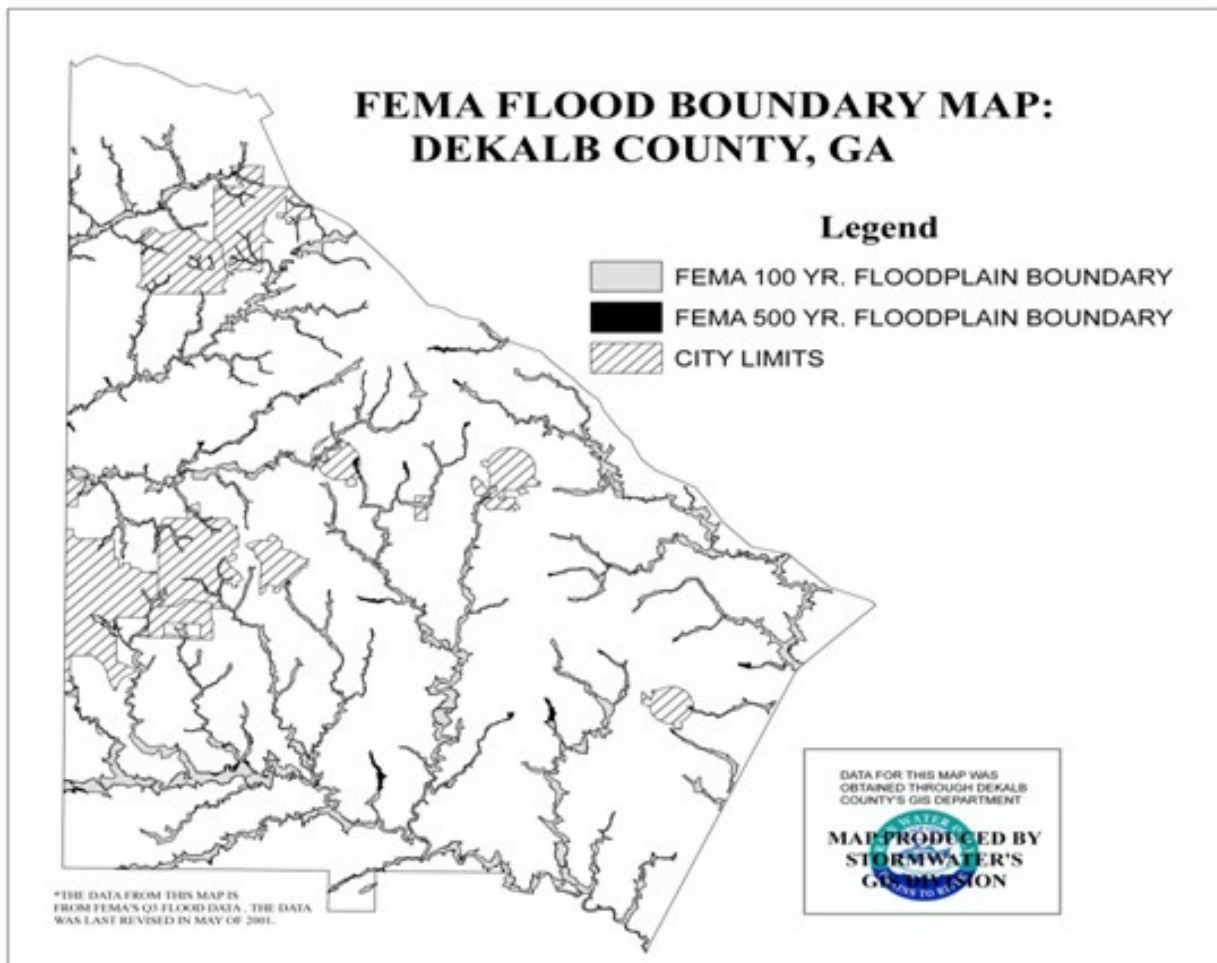 FEMA FLOOD BOUNDARY MAP:
DEKALB COUNTY, GA
Legend
FEMA 100 YR. FLOODPLAIN BOUNDARY
FEMA 500 YR. FLOODPLAIN BOUNDARY
CITY LIMITS
DATA FOR THIS MAP WAS
OBTAINED THROUGH DEKALB
COUNTY'S GIS DEPARTMENT
MAP PRODUCED BY
STORMWATER'S
GIS DIVISION
*THE DATA FROM THIS MAP IS
FROM FEMA'S Q3 FLOOD DATA . THE DATA
WAS LAST REVISED IN MAY OF 2001.